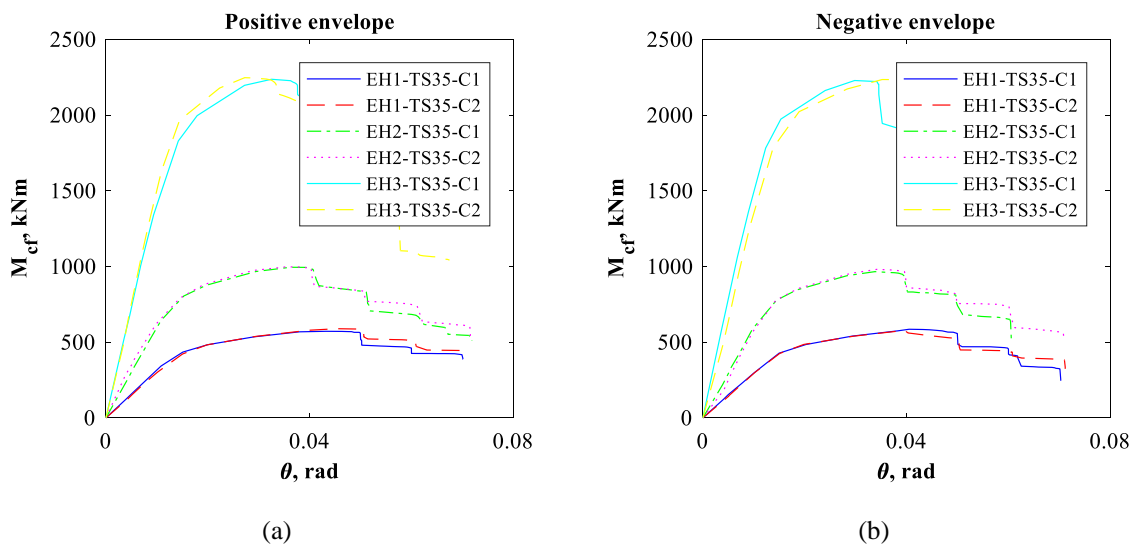 Positive envelope
2500
2000
1500
1000
500
0
M_cf, kNm
0
0.04
0.08
θ, rad
EH1-TS35-C1
EH1-TS35-C2
EH2-TS35-C1
EH2-TS35-C2
EH3-TS35-C1
EH3-TS35-C2
(a)
Negative envelope
2500
2000
1500
1000
500
0
M_cf, kNm
0
0.04
0.08
θ, rad
EH1-TS35-C1
EH1-TS35-C2
EH2-TS35-C1
EH2-TS35-C2
EH3-TS35-C1
EH3-TS35-C2
(b)